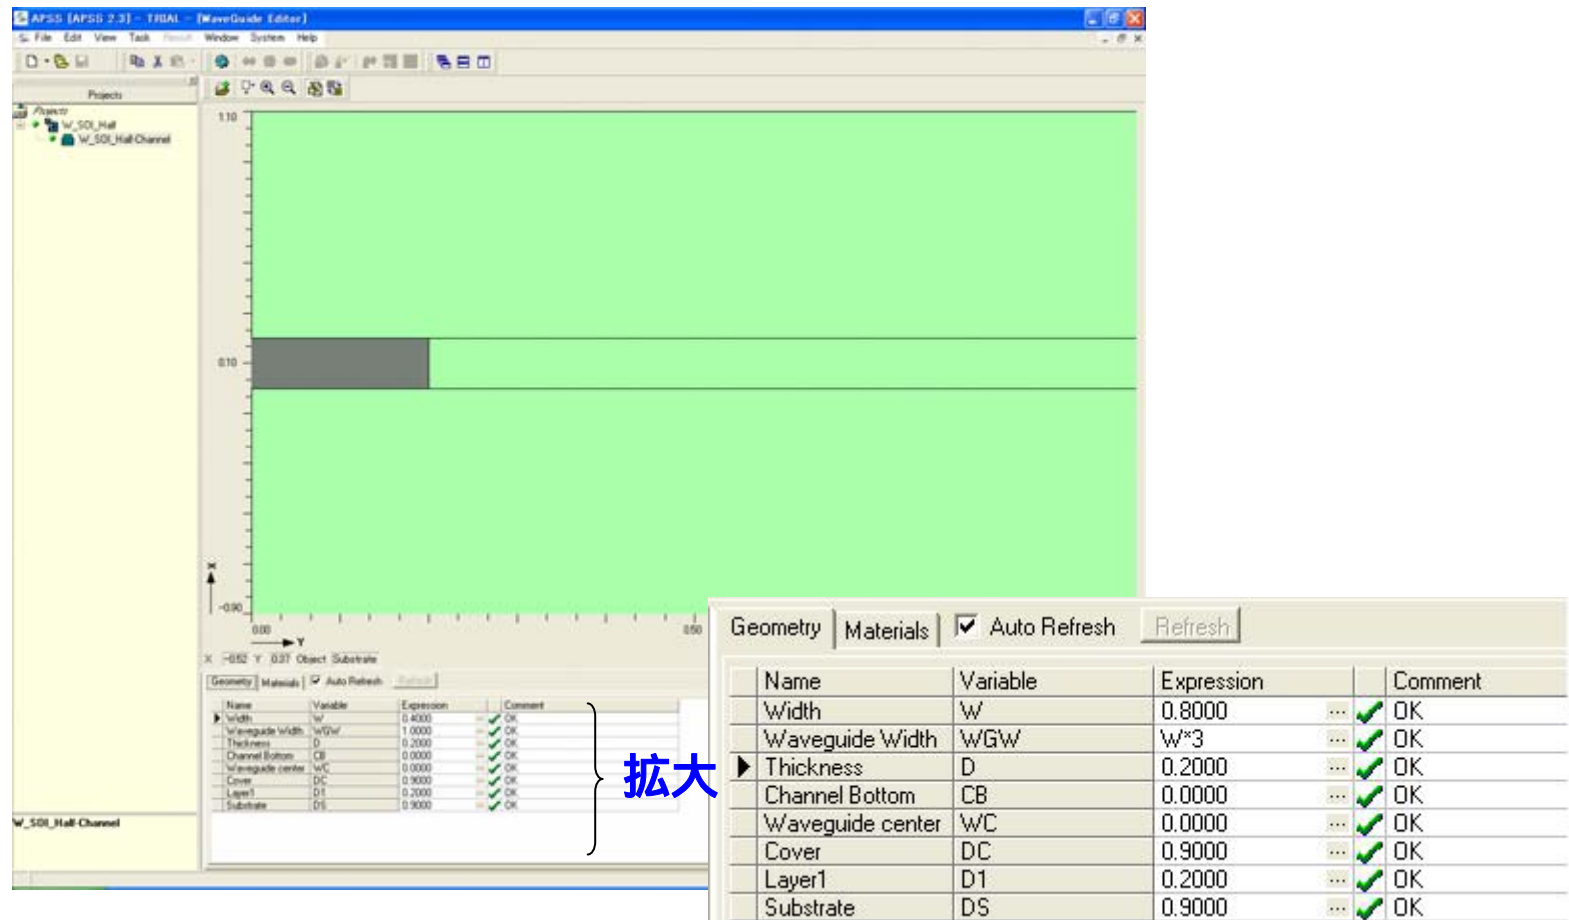 APSS [APSS 2.3] - TRIAL - [WaveGuide Editor]
File Edit View Task Result Window System Help
Projects
Projects
W_SOI_Half
W_SOI_Half-Channel
1.10
0.10
-0.90
X
0.00
0.50
Y
X -0.52 Y 0.37 Object Substrate
Geometry Materials Auto Refresh Refresh
Name Variable Expression Comment
Width W 0.4000 OK
Waveguide Width WGW 1.0000 OK
Thickness D 0.2000 OK
Channel Bottom CB 0.0000 OK
Waveguide center WC 0.0000 OK
Cover DC 0.9000 OK
Layer1 D1 0.2000 OK
Substrate DS 0.9000 OK
W_SOI_Half-Channel
拡大
Geometry Materials Auto Refresh Refresh
Name Variable Expression Comment
Width W 0.8000 ... OK
Waveguide Width WGW W*3 ... OK
Thickness D 0.2000 ... OK
Channel Bottom CB 0.0000 ... OK
Waveguide center WC 0.0000 ... OK
Cover DC 0.9000 ... OK
Layer1 D1 0.2000 ... OK
Substrate DS 0.9000 ... OK